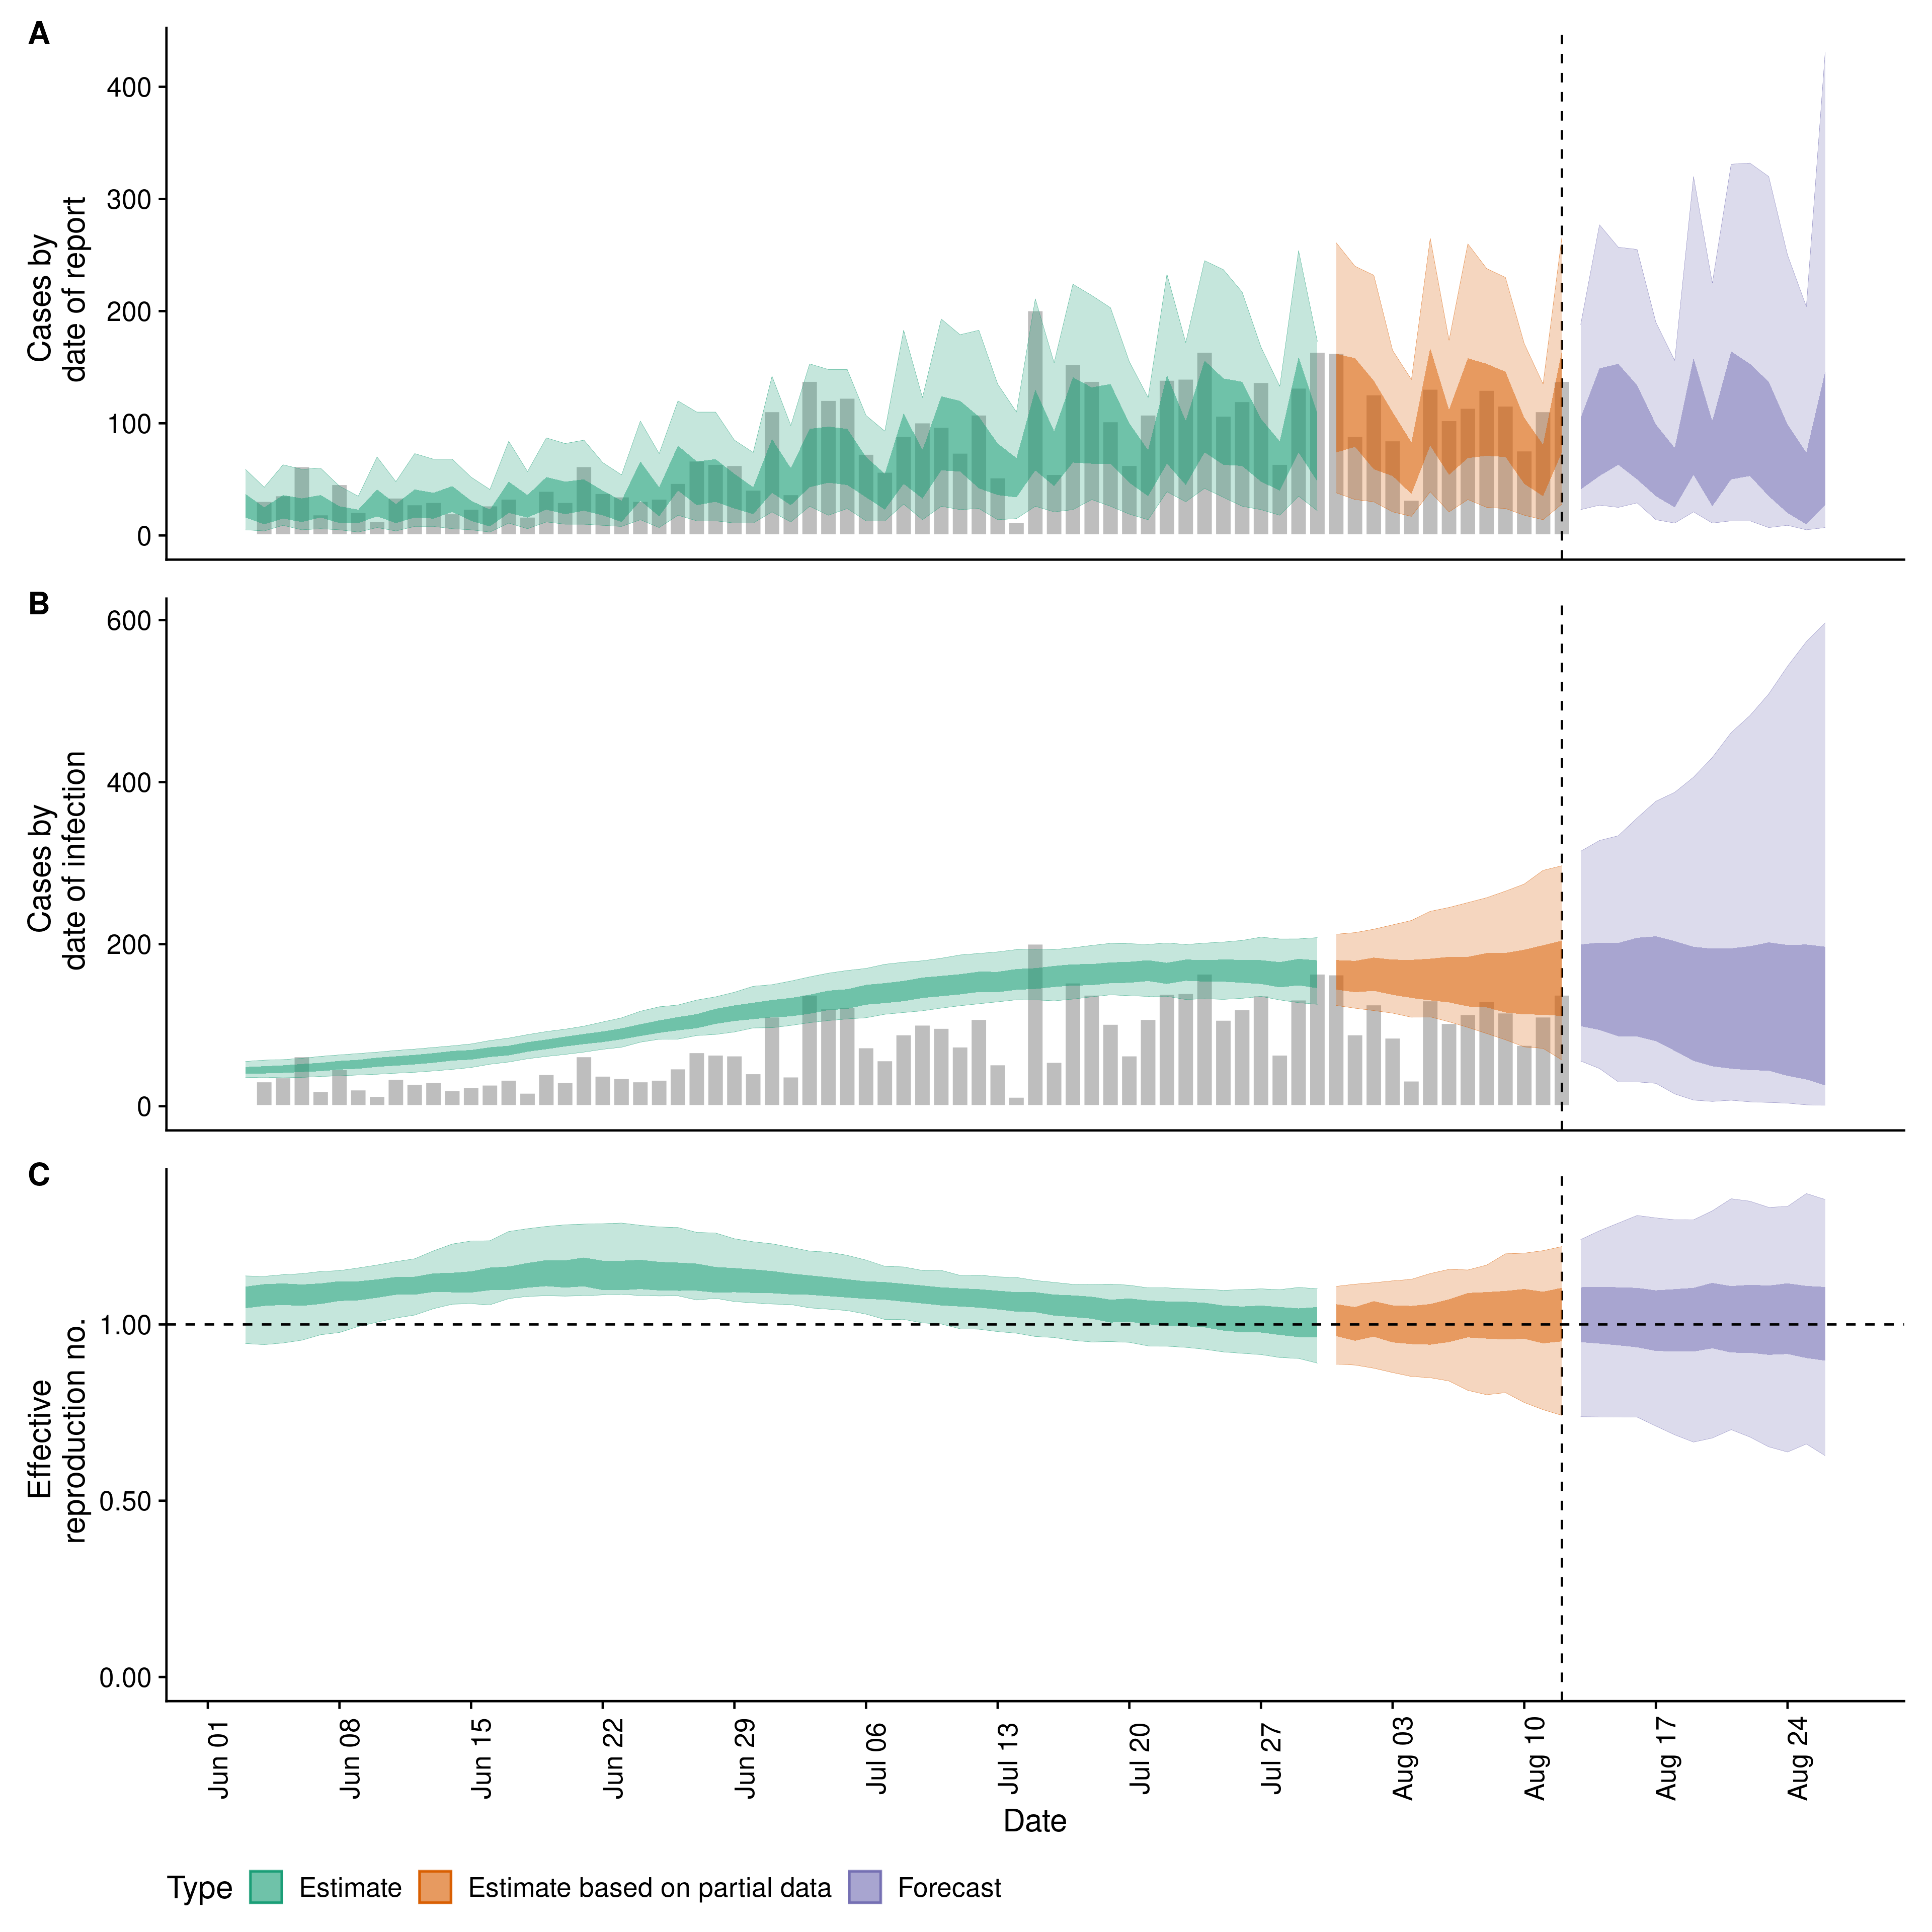 A
400
300
200
100
0
Cases by
date of report
B
600
400
200
0
Cases by
date of infection
C
1.00
0.50
0.00
Effective
reproduction no.
Jun 01
Jun 08
Jun 15
Jun 22
Jun 29
Jul 06
Jul 13
Jul 20
Jul 27
Aug 03
Aug 10
Aug 17
Aug 24
Date
Type Estimate Estimate based on partial data Forecast